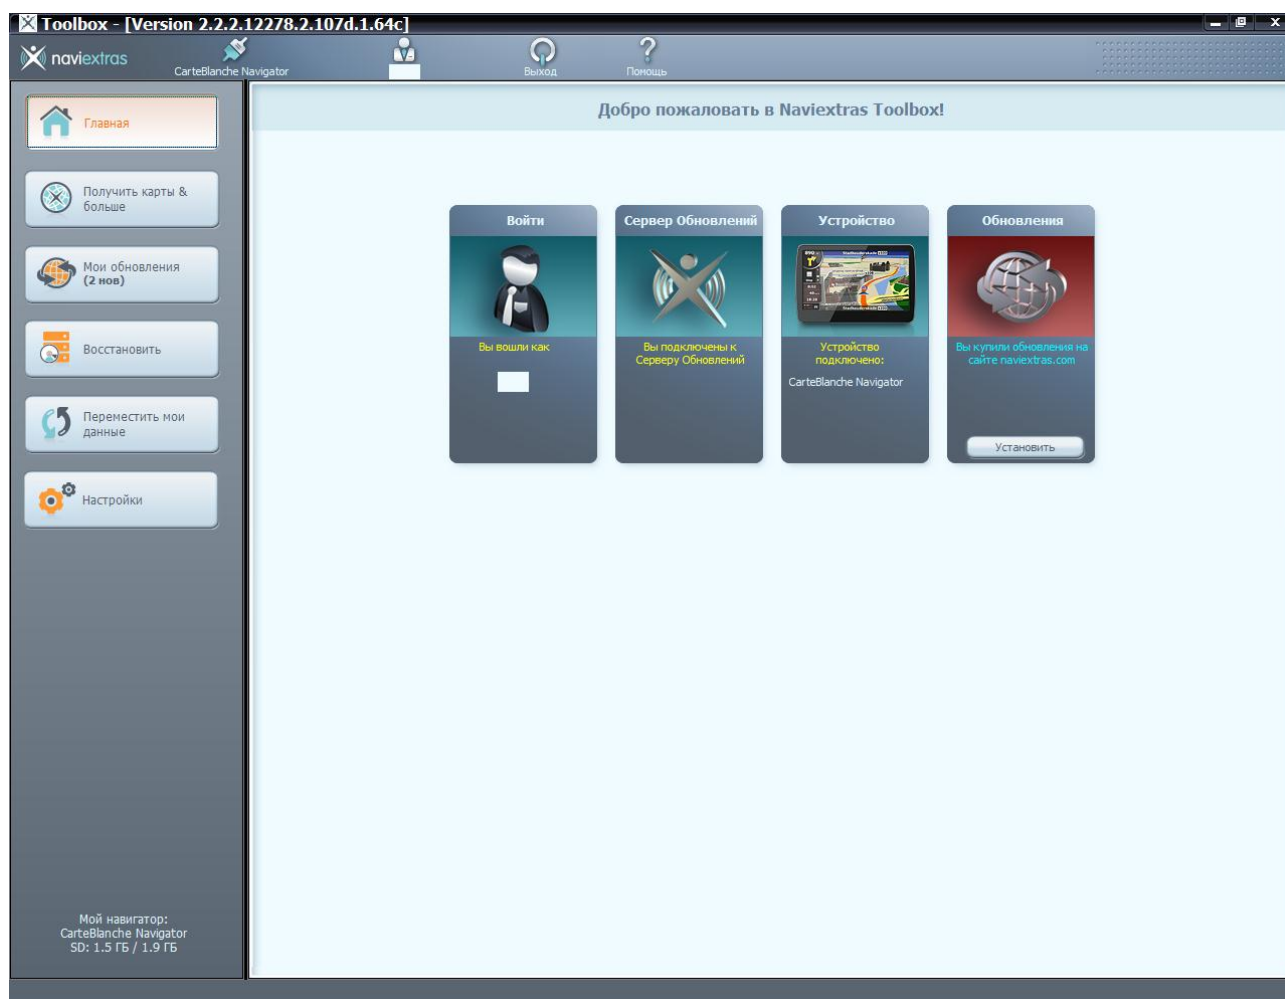 Toolbox - [Version 2.2.2.12278.2.107d.1.64c]
naviextras
CarteBlanche Navigator
Выход
Помощь
Главная
Получить карты &
больше
Мои обновления
(2 нов)
Восстановить
Переместить мои
данные
Настройки
Мой навигатор:
CarteBlanche Navigator
SD: 1.5 ГБ / 1.9 ГБ
Добро пожаловать в Naviextras Toolbox!
Войти
Вы вошли как
Сервер Обновлений
Вы подключены к
Серверу Обновлений
Устройство
Устройство
подключено:
CarteBlanche Navigator
Обновления
Вы купили обновления на
сайте naviextras.com
Установить